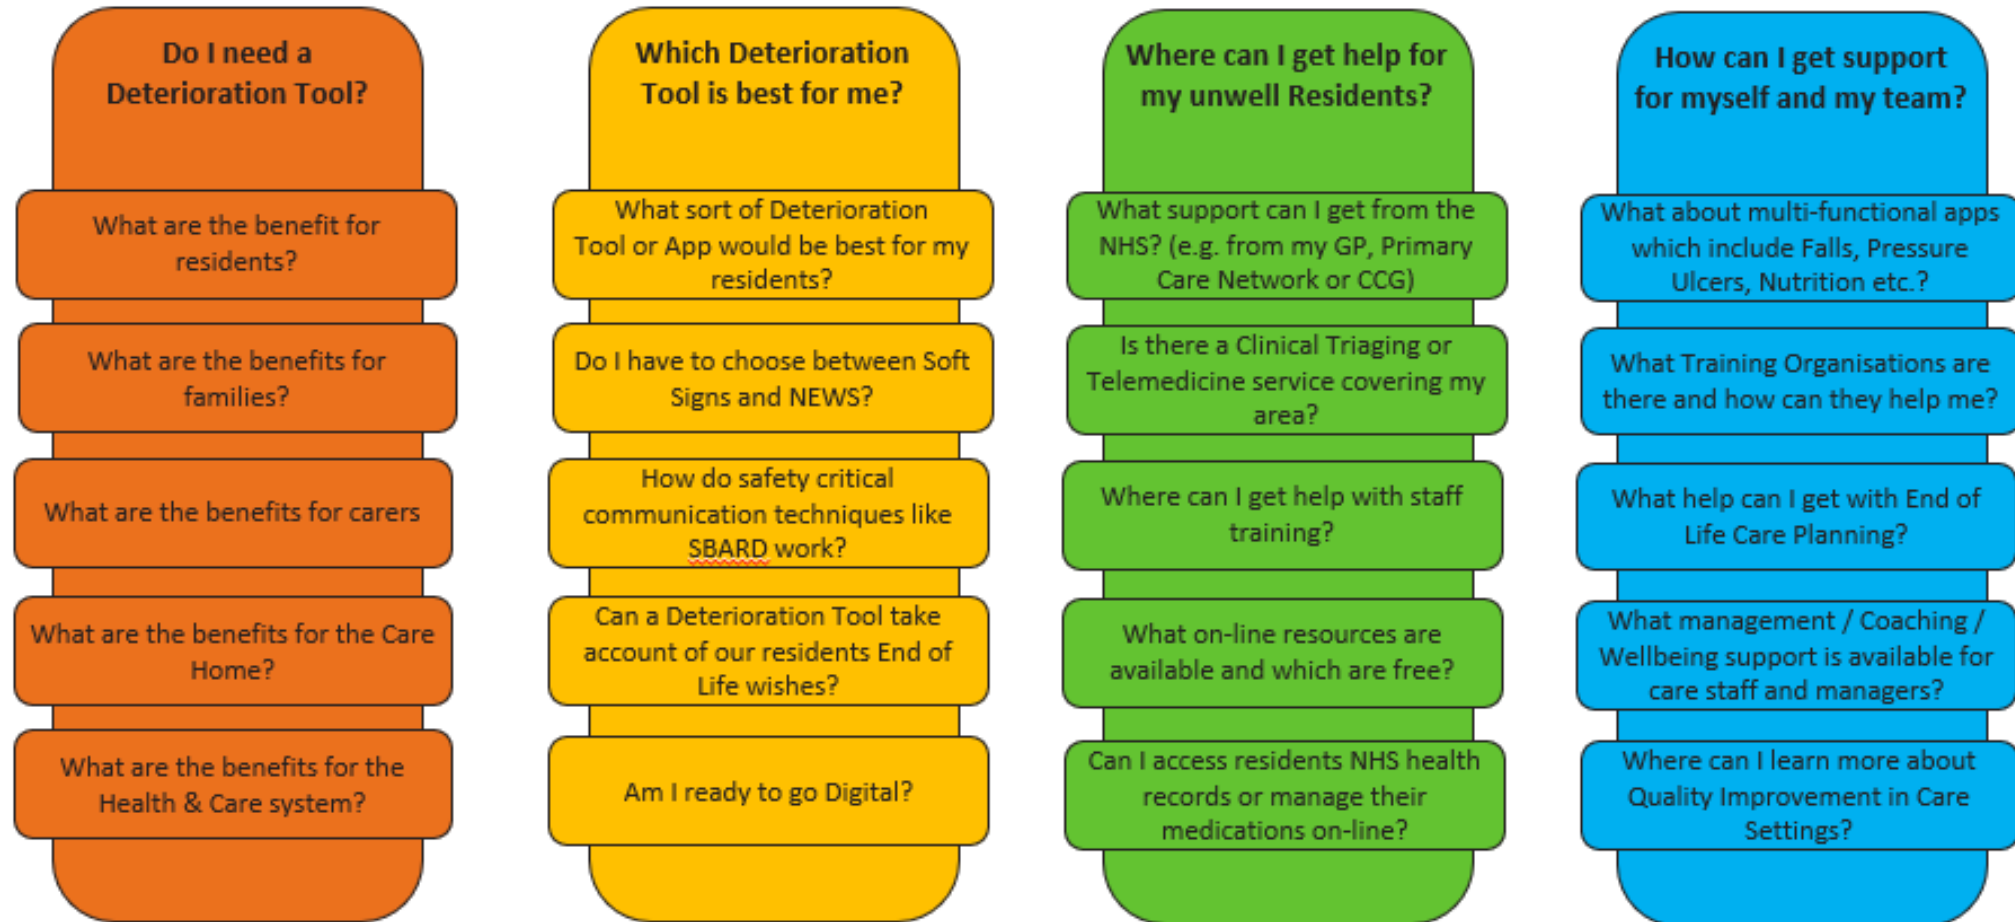 Do I need a
Deterioration Tool?
What are the benefit for
residents?
What are the benefits for
families?
What are the benefits for carers
What are the benefits for the Care
Home?
What are the benefits for the
Health & Care system?
Which Deterioration
Tool is best for me?
What sort of Deterioration
Tool or App would be best for my
residents?
Do I have to choose between Soft
Signs and NEWS?
How do safety critical
communication techniques like
SBARD work?
Can a Deterioration Tool take
account of our residents End of
Life wishes?
Am I ready to go Digital?
Where can I get help for
my unwell Residents?
What support can I get from the
NHS? (e.g. from my GP, Primary
Care Network or CCG)
Is there a Clinical Triaging or
Telemedicine service covering my
area?
Where can I get help with staff
training?
What on-line resources are
available and which are free?
Can I access residents NHS health
records or manage their
medications on-line?
How can I get support
for myself and my team?
What about multi-functional apps
which include Falls, Pressure
Ulcers, Nutrition etc.?
What Training Organisations are
there and how can they help me?
What help can I get with End of
Life Care Planning?
What management / Coaching /
Wellbeing support is available for
care staff and managers?
Where can I learn more about
Quality Improvement in Care
Settings?